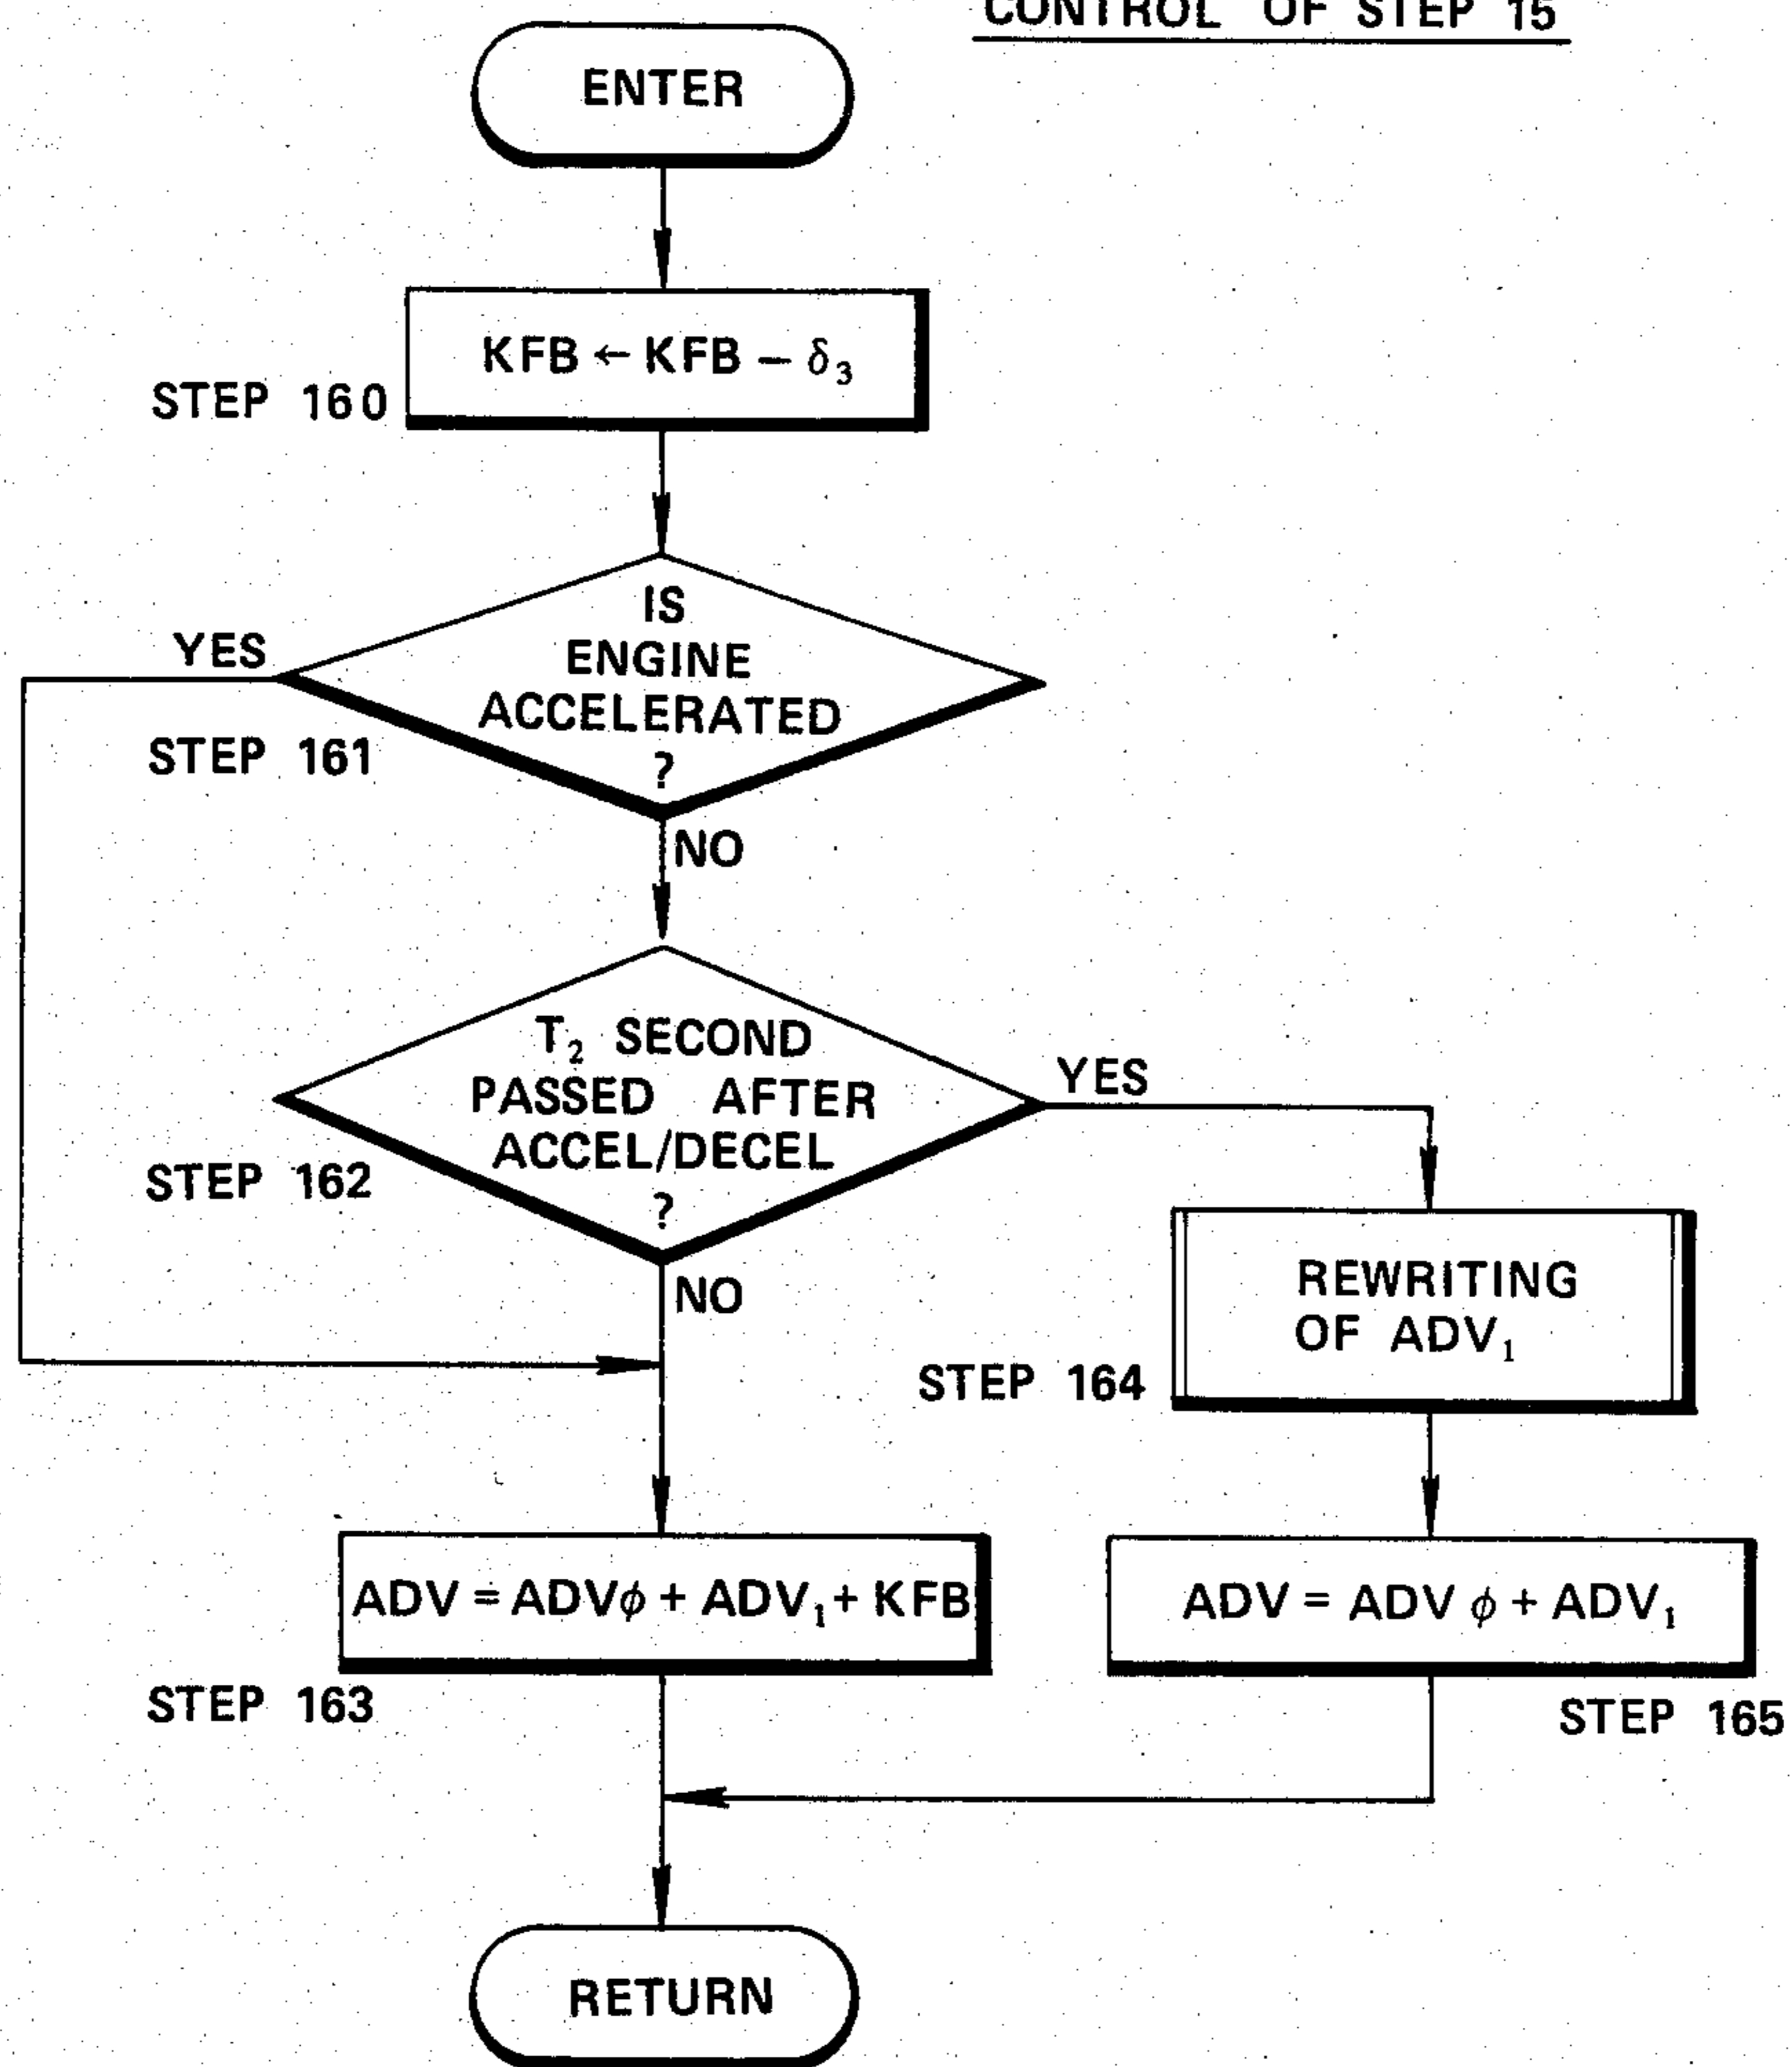 CONTROL OF STEP 15
ENTER
KFB ← KFB − δ₃
STEP 160
IS
ENGINE
ACCELERATED
?
YES
STEP 161
NO
T₂ SECOND
PASSED AFTER
ACCEL/DECEL
?
YES
STEP 162
NO
REWRITING
OF ADV₁
STEP 164
ADV = ADVϕ + ADV₁ + KFB
STEP 163
ADV = ADV ϕ + ADV₁
STEP 165
RETURN